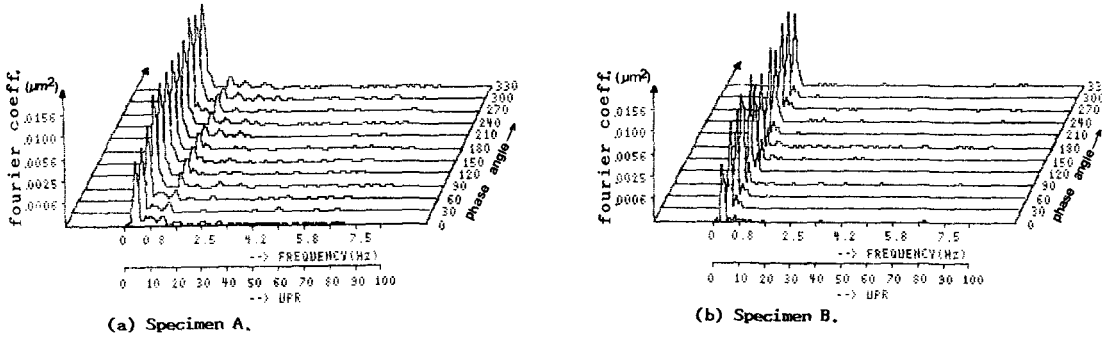 (μm²)
fourier coeff.
.0156
.0100
.0056
.0025
.0006
330
300
270
240
210
180
150
120
90
60
30
0
phase angle →
0 0.8 2.5 4.2 5.8 7.5
--> FREQUENCY(Hz)
0 10 20 30 40 50 60 70 80 90 100
--> UPR
(a) Specimen A.
(μm²)
fourier coeff.
.0156
.0100
.0056
.0025
.0006
330
300
270
240
210
180
150
120
90
60
30
0
phase angle →
0 0.8 2.5 4.2 5.8 7.5
--> FREQUENCY(Hz)
0 10 20 30 40 50 60 70 80 90 100
--> UPR
(b) Specimen B.